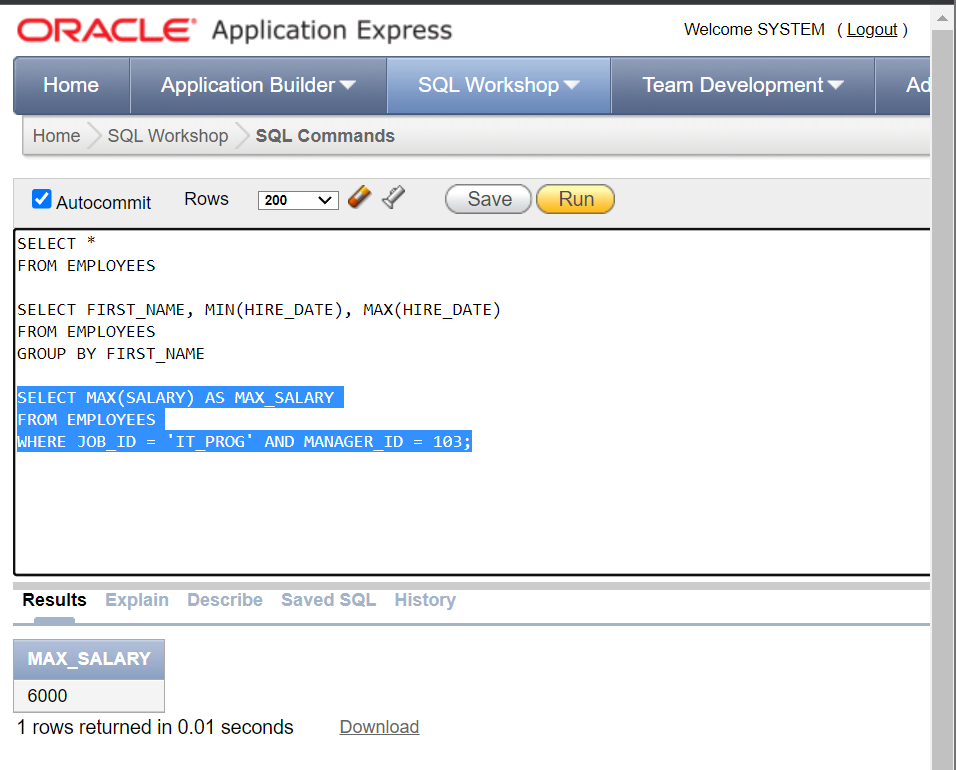 ORACLE® Application Express
Welcome SYSTEM ( Logout )
Home Application Builder SQL Workshop Team Development Ad
Home SQL Workshop SQL Commands
Autocommit Rows 200 Save Run
SELECT *
FROM EMPLOYEES
SELECT FIRST_NAME, MIN(HIRE_DATE), MAX(HIRE_DATE)
FROM EMPLOYEES
GROUP BY FIRST_NAME
SELECT MAX(SALARY) AS MAX_SALARY
FROM EMPLOYEES
WHERE JOB_ID = 'IT_PROG' AND MANAGER_ID = 103;
Results Explain Describe Saved SQL History
MAX_SALARY
6000
1 rows returned in 0.01 seconds Download